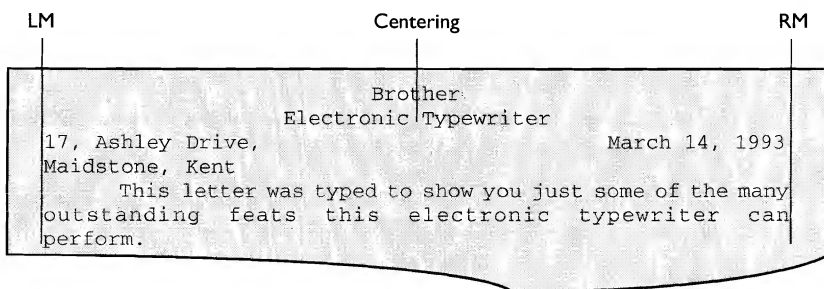 LM Centering RM
Brother
Electronic Typewriter
17, Ashley Drive, March 14, 1993
Maidstone, Kent
This letter was typed to show you just some of the many
outstanding feats this electronic typewriter can
perform.